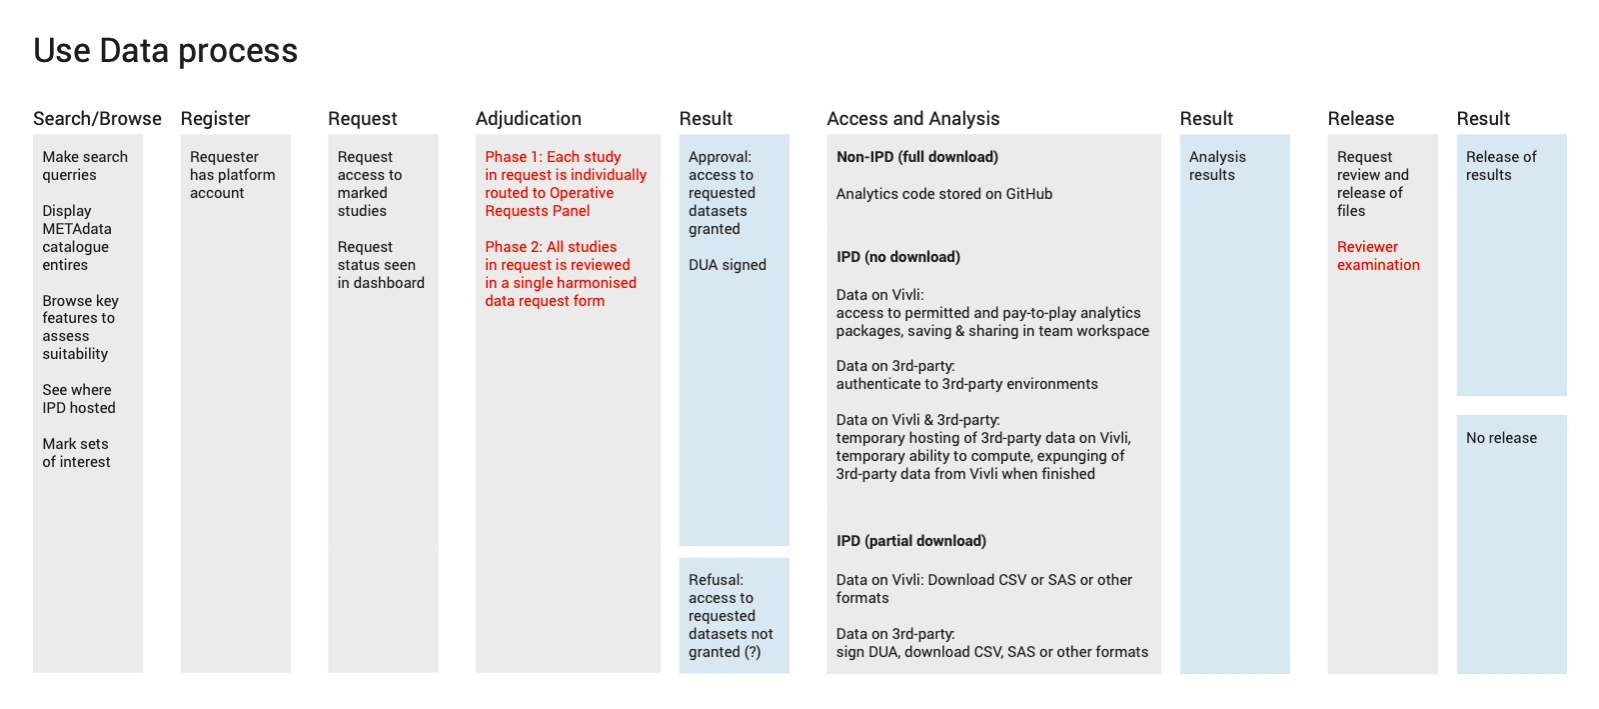 Use Data process
Search/Browse
Make search
querries
Display
METAdata
catalogue
entires
Browse key
features to
assess
suitability
See where
IPD hosted
Mark sets
of interest
Register
Requester
has platform
account
Request
Request
access to
marked
studies
Request
status seen
in dashboard
Adjudication
Phase 1: Each study
in request is individually
routed to Operative
Requests Panel
Phase 2: All studies
in request is reviewed
in a single harmonised
data request form
Result
Approval:
access to
requested
datasets
granted
DUA signed
Refusal:
access to
requested
datasets not
granted (?)
Access and Analysis
Non-IPD (full download)
Analytics code stored on GitHub
IPD (no download)
Data on Vivli:
access to permitted and pay-to-play analytics
packages, saving & sharing in team workspace
Data on 3rd-party:
authenticate to 3rd-party environments
Data on Vivli & 3rd-party:
temporary hosting of 3rd-party data on Vivli,
temporary ability to compute, expunging of
3rd-party data from Vivli when finished
IPD (partial download)
Data on Vivli: Download CSV or SAS or other
formats
Data on 3rd-party:
sign DUA, download CSV, SAS or other formats
Result
Analysis
results
Release
Request
review and
release of
files
Reviewer
examination
Result
Release of
results
No release